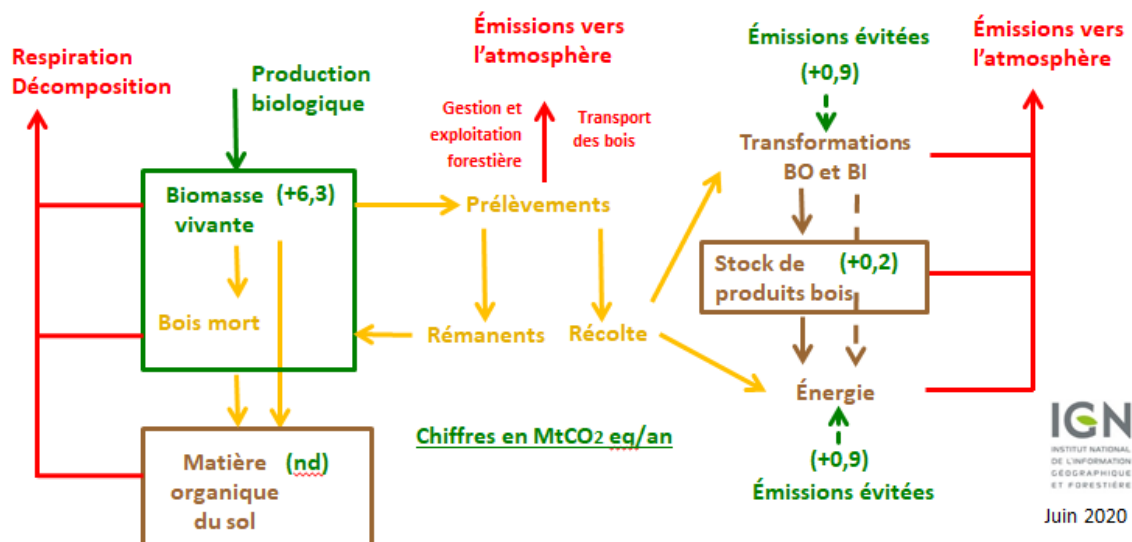 Respiration
Décomposition
Production
biologique
Émissions vers
l'atmosphère
Gestion et
exploitation
forestière
Transport
des bois
Émissions évitées
(+0,9)
Émissions vers
l'atmosphère
Transformations
BO et BI
Biomasse (+6,3)
vivante
Prélèvements
Stock de (+0,2)
produits bois
Bois mort
Rémanents
Récolte
Énergie
Chiffres en MtCO2 eq/an
(+0,9)
Émissions évitées
Matière (nd)
organique
du sol
IGN
INSTITUT NATIONAL
DE L'INFORMATION
GÉOGRAPHIQUE
ET FORESTIÈRE
Juin 2020